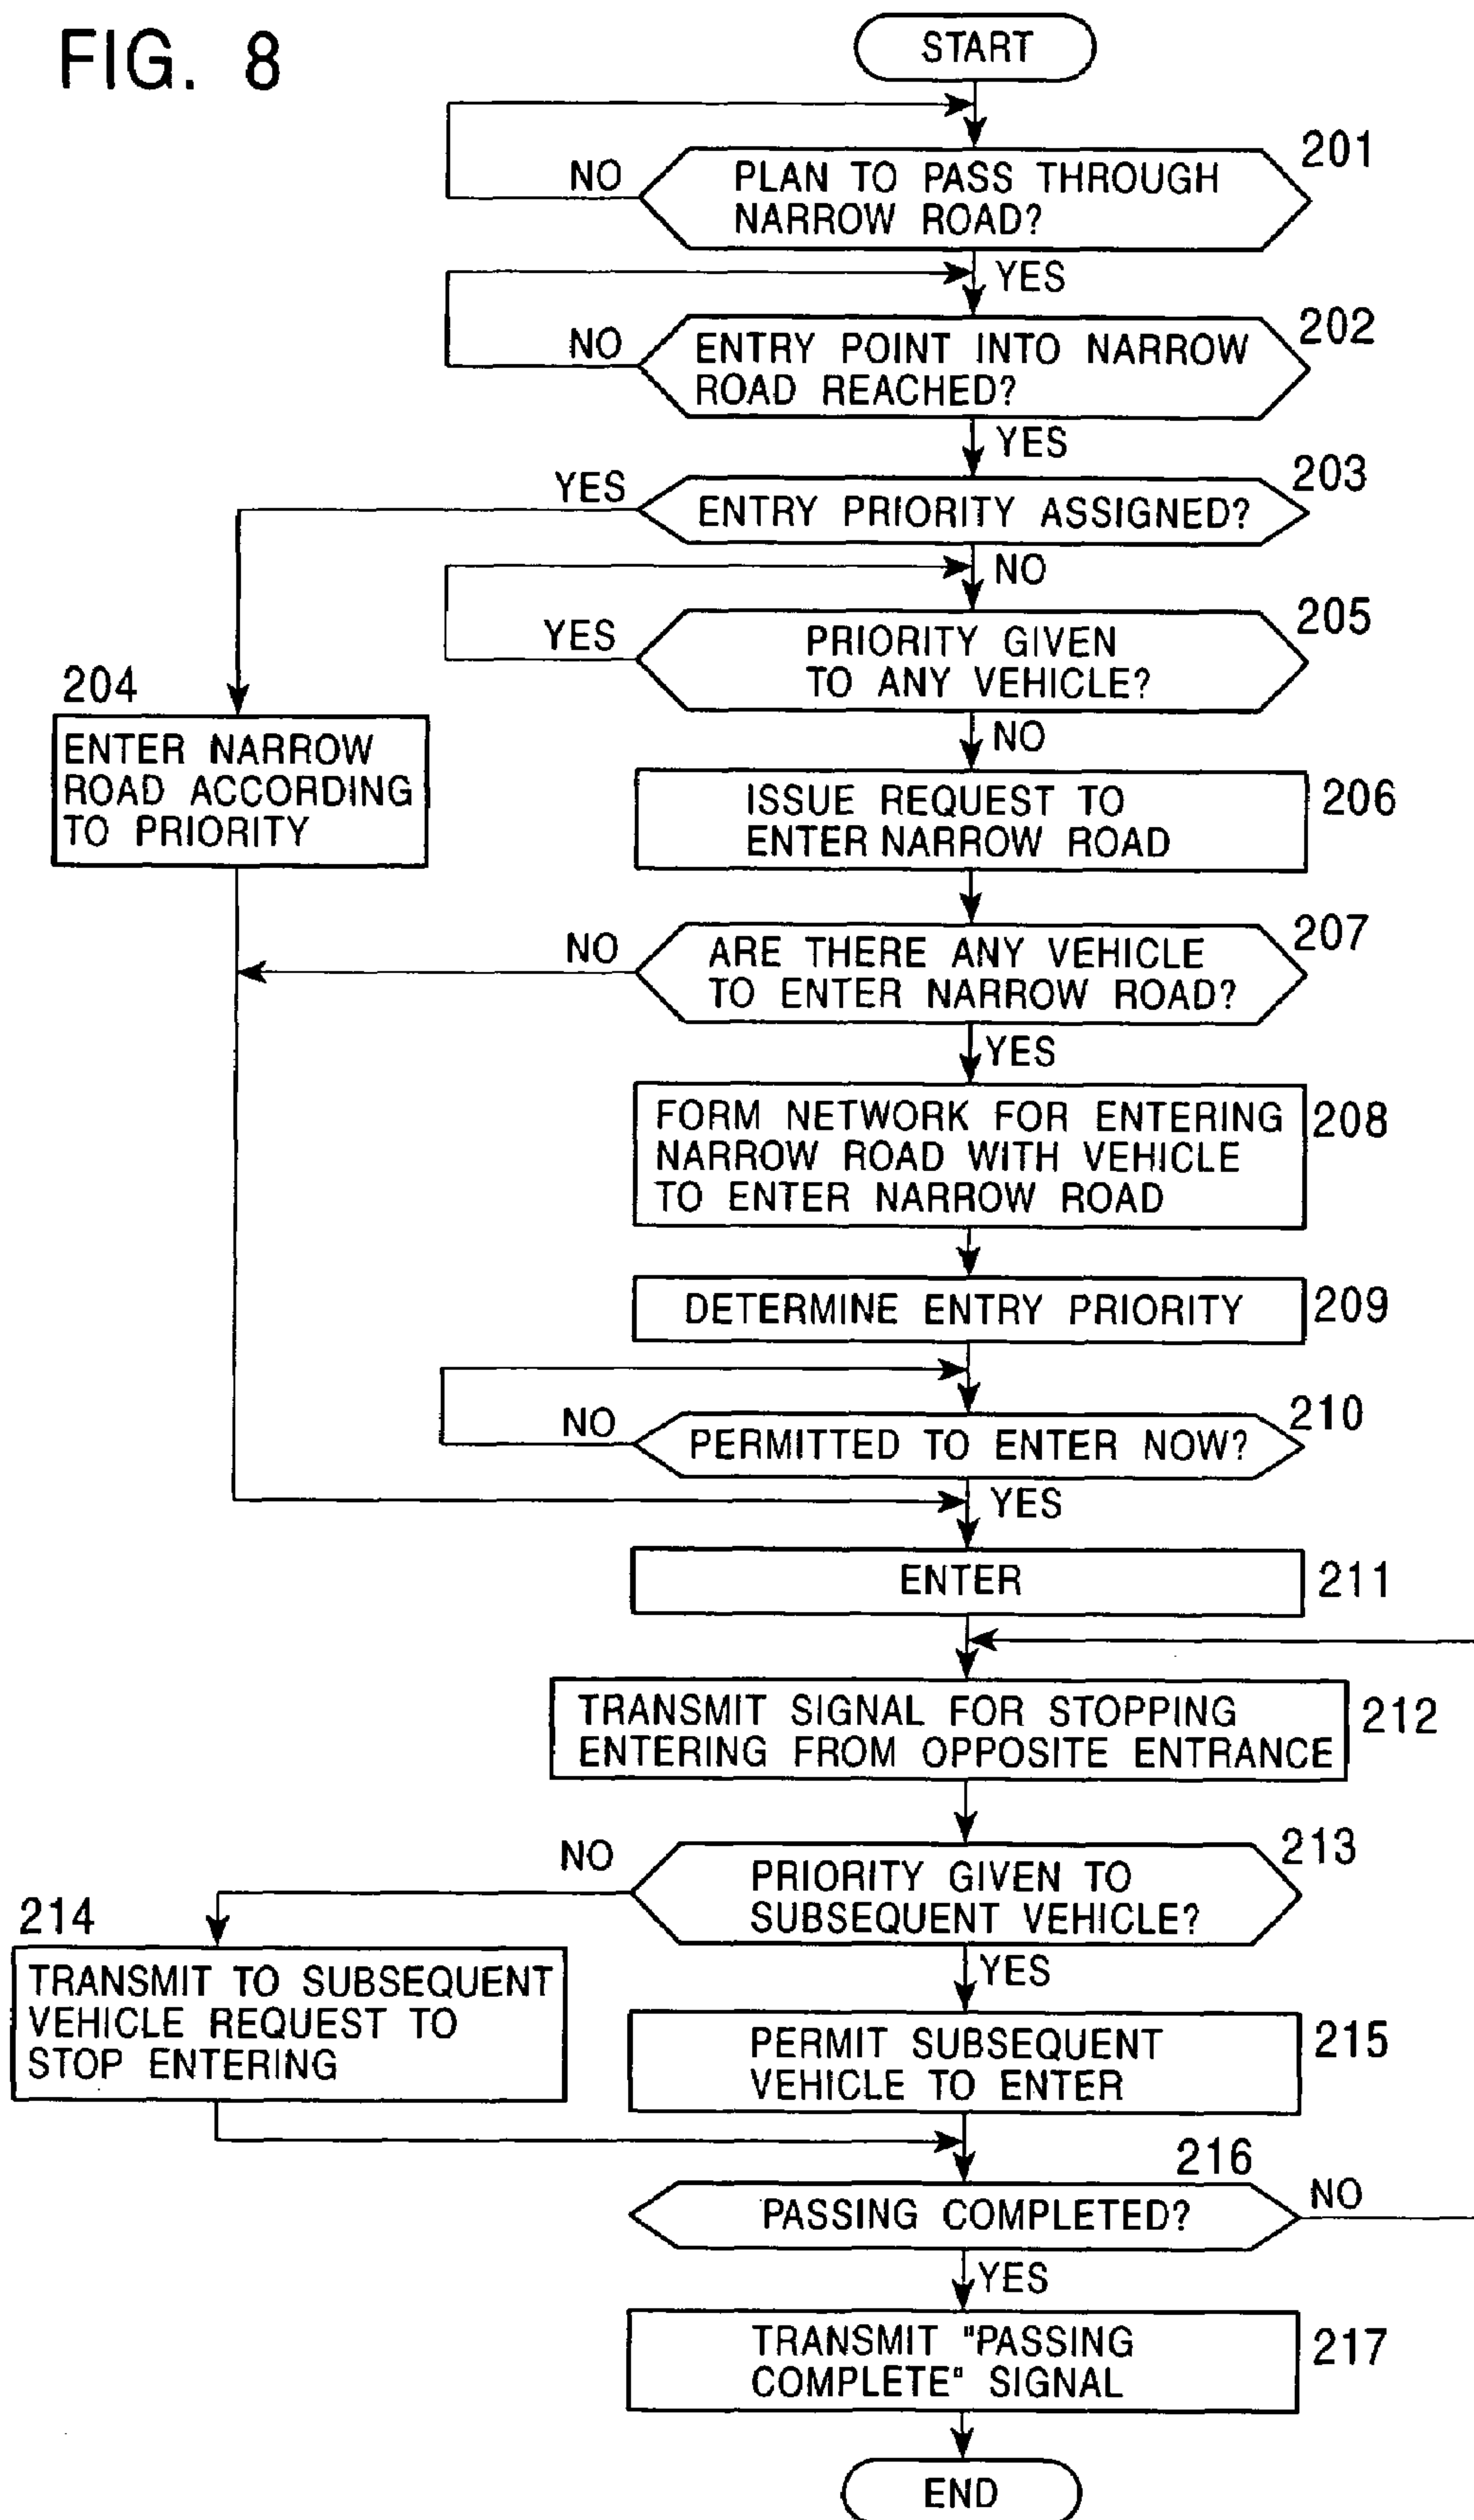 FIG. 8
START
201
NO
PLAN TO PASS THROUGH
NARROW ROAD?
YES
202
NO
ENTRY POINT INTO NARROW
ROAD REACHED?
YES
203
YES
ENTRY PRIORITY ASSIGNED?
NO
205
YES
PRIORITY GIVEN
TO ANY VEHICLE?
NO
204
ENTER NARROW
ROAD ACCORDING
TO PRIORITY
206
ISSUE REQUEST TO
ENTER NARROW ROAD
207
NO
ARE THERE ANY VEHICLE
TO ENTER NARROW ROAD?
YES
208
FORM NETWORK FOR ENTERING
NARROW ROAD WITH VEHICLE
TO ENTER NARROW ROAD
209
DETERMINE ENTRY PRIORITY
210
NO
PERMITTED TO ENTER NOW?
YES
ENTER
211
TRANSMIT SIGNAL FOR STOPPING
ENTERING FROM OPPOSITE ENTRANCE
212
213
NO
PRIORITY GIVEN TO
SUBSEQUENT VEHICLE?
YES
214
TRANSMIT TO SUBSEQUENT
VEHICLE REQUEST TO
STOP ENTERING
215
PERMIT SUBSEQUENT
VEHICLE TO ENTER
216
PASSING COMPLETED?
NO
YES
TRANSMIT "PASSING
COMPLETE" SIGNAL
217
END